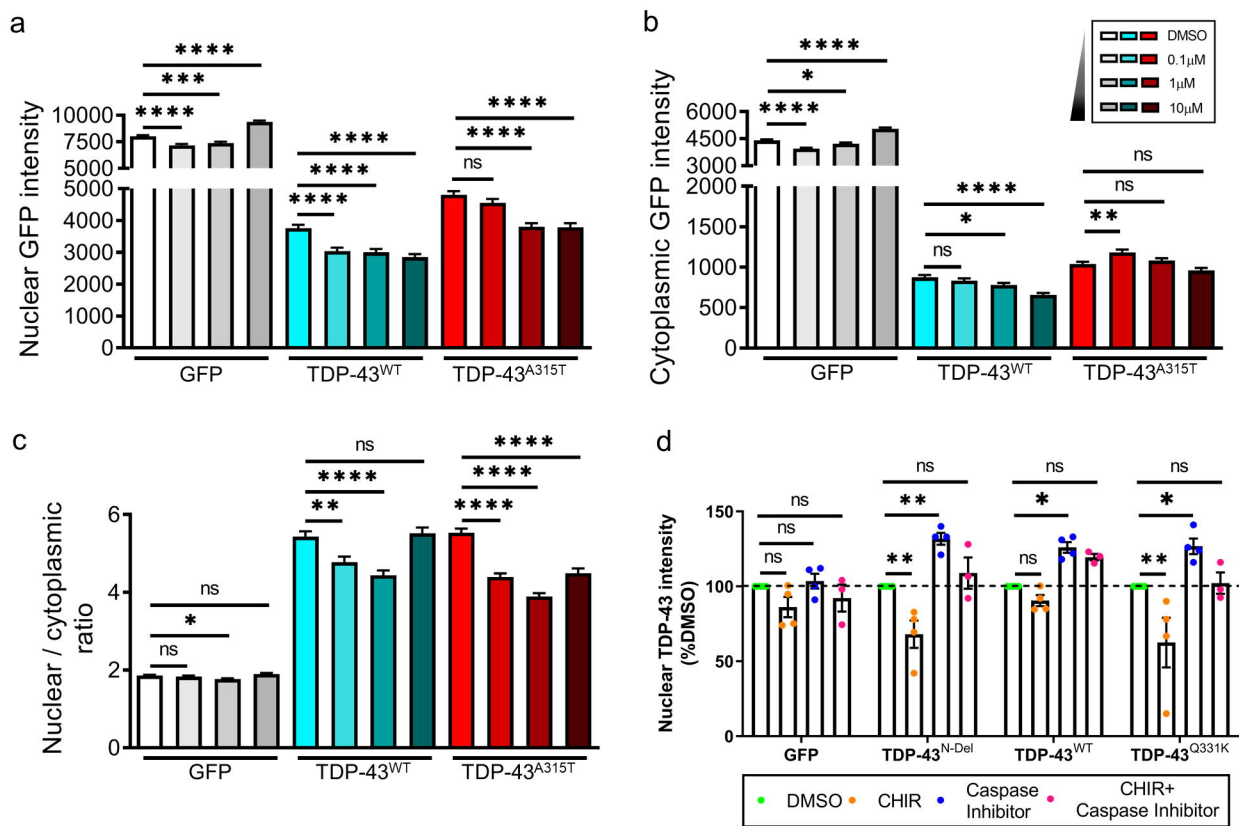 a
Nuclear GFP intensity
10000
7500
5000
4000
3000
2000
1000
0
**** *** ****
**** **** ****
ns **** ****
GFP TDP-43WT TDP-43A315T
b
Cytoplasmic GFP intensity
6000
4500
3000
2000
1500
1000
500
0
**** * ****
ns * ****
** ns ns
GFP TDP-43WT TDP-43A315T
DMSO
0.1μM
1μM
10μM
c
Nuclear / cytoplasmic
ratio
6
4
2
0
ns * ns
** **** ns
**** **** ****
GFP TDP-43WT TDP-43A315T
d
Nuclear TDP-43 intensity
(%DMSO)
150
100
50
0
ns ns ns
** ** ns
ns * ns
** * ns
GFP TDP-43N-Del TDP-43WT TDP-43Q331K
DMSO CHIR Caspase
Inhibitor
CHIR+
Caspase Inhibitor